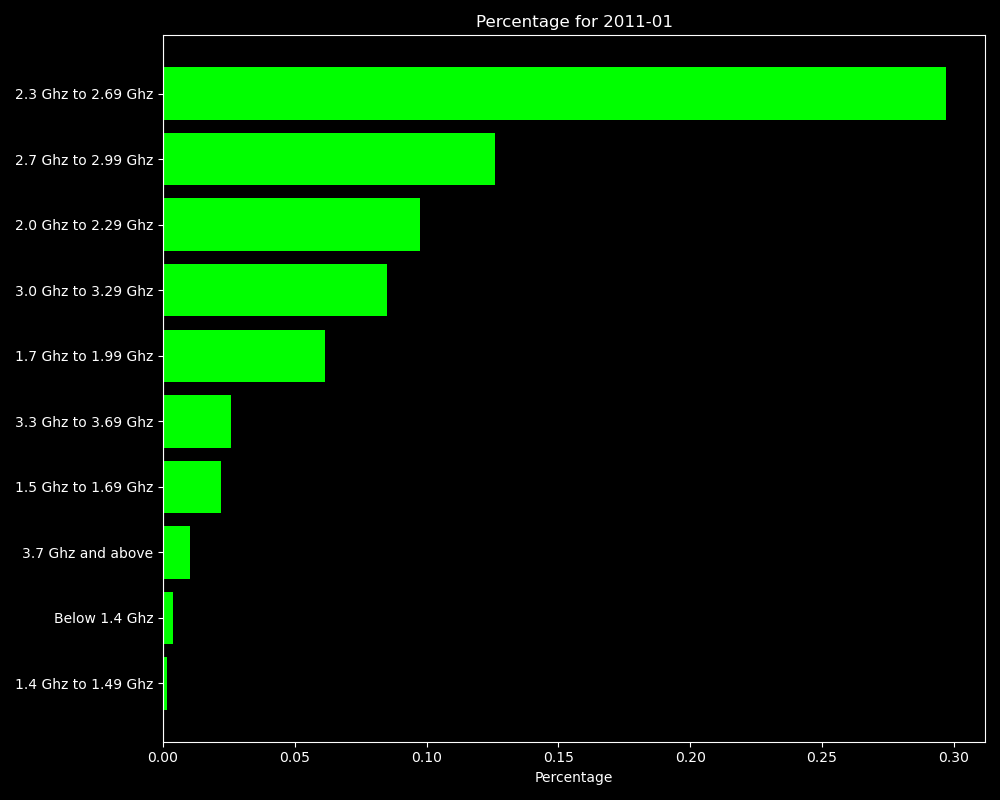 Percentage for 2011-01
2.3 Ghz to 2.69 Ghz
2.7 Ghz to 2.99 Ghz
2.0 Ghz to 2.29 Ghz
3.0 Ghz to 3.29 Ghz
1.7 Ghz to 1.99 Ghz
3.3 Ghz to 3.69 Ghz
1.5 Ghz to 1.69 Ghz
3.7 Ghz and above
Below 1.4 Ghz
1.4 Ghz to 1.49 Ghz
0.00 0.05 0.10 0.15 0.20 0.25 0.30
Percentage